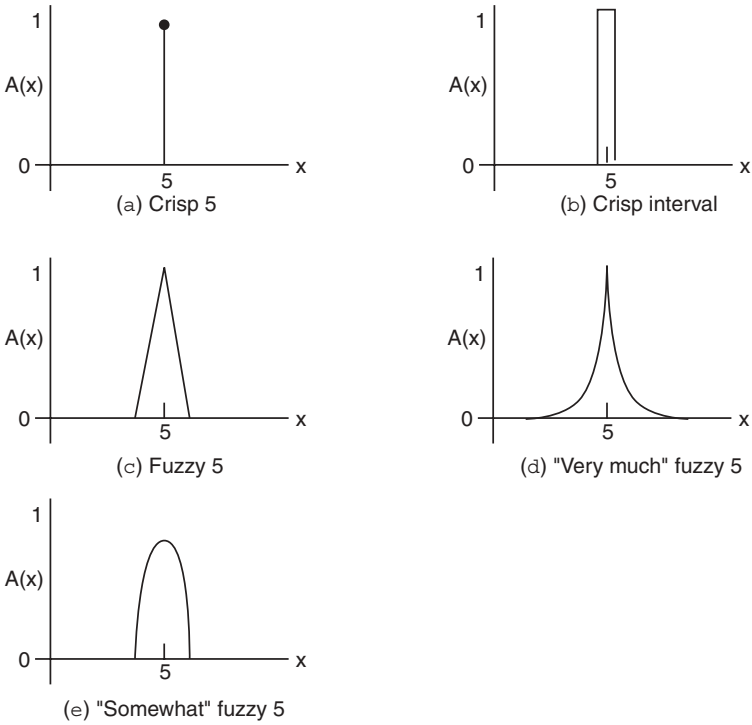 1
A(x)
0
x
5
(a) Crisp 5
1
A(x)
0
x
5
(b) Crisp interval
1
A(x)
0
x
5
(c) Fuzzy 5
1
A(x)
0
x
5
(d) "Very much" fuzzy 5
1
A(x)
0
x
5
(e) "Somewhat" fuzzy 5